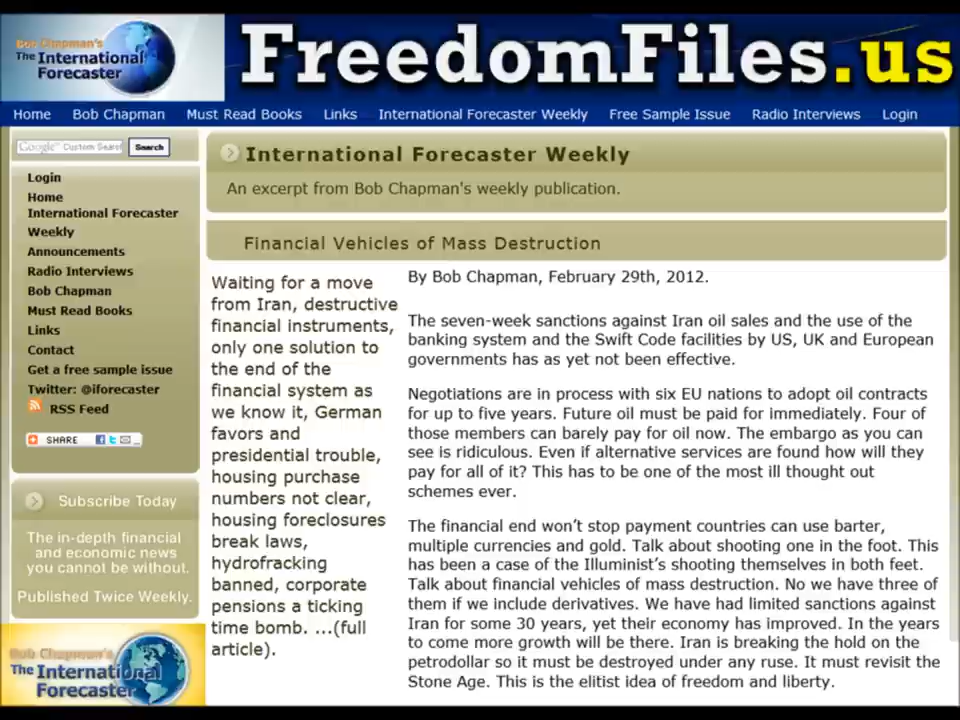 Bob Chapman's
The International
Forecaster
FreedomFiles.us
Home Bob Chapman Must Read Books Links International Forecaster Weekly Free Sample Issue Radio Interviews Login
Google™ Custom Search Search
Login
Home
International Forecaster
Weekly
Announcements
Radio Interviews
Bob Chapman
Must Read Books
Links
Contact
Get a free sample issue
Twitter: @iforecaster
RSS Feed
SHARE
Subscribe Today
The in-depth financial
and economic news
you cannot be without.
Published Twice Weekly.
Bob Chapman's
The International
Forecaster
International Forecaster Weekly
An excerpt from Bob Chapman's weekly publication.
Financial Vehicles of Mass Destruction
Waiting for a move
from Iran, destructive
financial instruments,
only one solution to
the end of the
financial system as
we know it, German
favors and
presidential trouble,
housing purchase
numbers not clear,
housing foreclosures
break laws,
hydrofracking
banned, corporate
pensions a ticking
time bomb. ...(full
article).
By Bob Chapman, February 29th, 2012.
The seven-week sanctions against Iran oil sales and the use of the
banking system and the Swift Code facilities by US, UK and European
governments has as yet not been effective.
Negotiations are in process with six EU nations to adopt oil contracts
for up to five years. Future oil must be paid for immediately. Four of
those members can barely pay for oil now. The embargo as you can
see is ridiculous. Even if alternative services are found how will they
pay for all of it? This has to be one of the most ill thought out
schemes ever.
The financial end won't stop payment countries can use barter,
multiple currencies and gold. Talk about shooting one in the foot. This
has been a case of the Illuminist's shooting themselves in both feet.
Talk about financial vehicles of mass destruction. No we have three of
them if we include derivatives. We have had limited sanctions against
Iran for some 30 years, yet their economy has improved. In the years
to come more growth will be there. Iran is breaking the hold on the
petrodollar so it must be destroyed under any ruse. It must revisit the
Stone Age. This is the elitist idea of freedom and liberty.